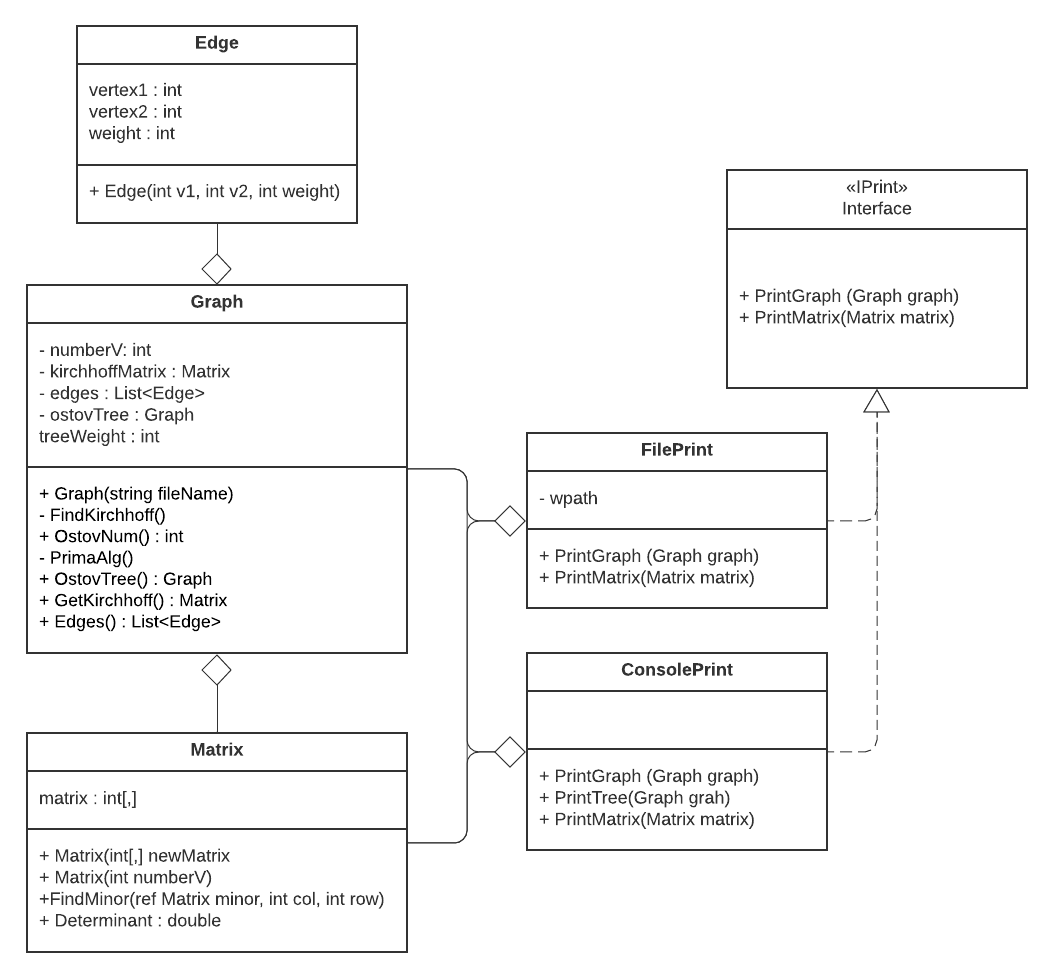 Edge
vertex1 : int
vertex2 : int
weight : int
+ Edge(int v1, int v2, int weight)
Graph
- numberV: int
- kirchhoffMatrix : Matrix
- edges : List<Edge>
- ostovTree : Graph
treeWeight : int
+ Graph(string fileName)
- FindKirchhoff()
+ OstovNum() : int
- PrimaAlg()
+ OstovTree() : Graph
+ GetKirchhoff() : Matrix
+ Edges() : List<Edge>
Matrix
matrix : int[,]
+ Matrix(int[,] newMatrix
+ Matrix(int numberV)
+FindMinor(ref Matrix minor, int col, int row)
+ Determinant : double
«IPrint»
Interface
+ PrintGraph (Graph graph)
+ PrintMatrix(Matrix matrix)
FilePrint
- wpath
+ PrintGraph (Graph graph)
+ PrintMatrix(Matrix matrix)
ConsolePrint
+ PrintGraph (Graph graph)
+ PrintTree(Graph grah)
+ PrintMatrix(Matrix matrix)